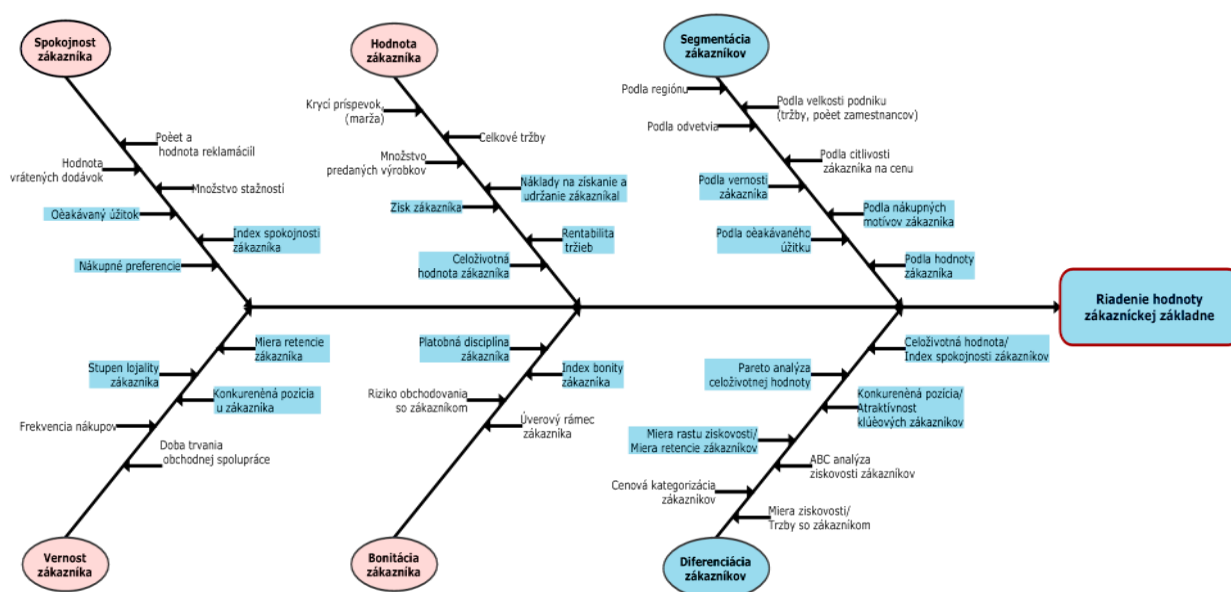 Spokojnost
zákazníka
Hodnota
zákazníka
Segmentácia
zákazníkov
Poèet a
hodnota reklamáciíl
Hodnota
vrátených dodávok
Množstvo stažností
Oèakávaný úžitok
Index spokojnosti
zákazníka
Nákupné preferencie
Krycí príspevok,
(marža)
Celkové tržby
Množstvo
predaných výrobkov
Náklady na získanie a
udržanie zákazníkal
Zisk zákazníka
Rentabilita
tržieb
Celoživotná
hodnota zákazníka
Podla regiónu
Podla velkosti podniku
(tržby, poèet zamestnancov)
Podla odvetvia
Podla citlivosti
zákazníka na cenu
Podla vernosti
zákazníka
Podla nákupných
motívov zákazníka
Podla oèakávaného
úžitku
Podla hodnoty
zákazníka
Riadenie hodnoty
zákazníckej základne
Miera retencie
zákazníka
Stupen lojality
zákazníka
Konkurenèná pozícia
u zákazníka
Frekvencia nákupov
Doba trvania
obchodnej spolupráce
Platobná disciplina
zákazníka
Index bonity
zákazníka
Riziko obchodovania
so zákazníkom
Úverový rámec
zákazníka
Celoživotná hodnota/
Index spokojnosti zákazníkov
Pareto analýza
celoživotnej hodnoty
Konkurenèná pozícia/
Atraktívnost
klúèových zákazníkov
Miera rastu ziskovosti/
Miera retencie zákazníkov
ABC analýza
ziskovosti zákazníkov
Cenová kategorizácia
zákazníkov
Miera ziskovosti/
Trzby so zákazníkom
Vernost
zákazníka
Bonitácia
zákazníka
Diferenciácia
zákazníkov